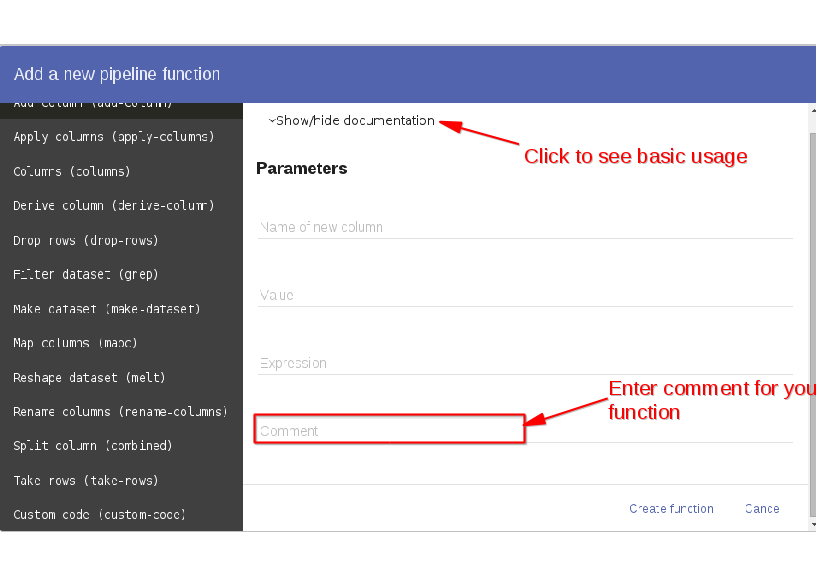 Add a new pipeline function
Add column (add-column)
Apply columns (apply-columns)
Columns (columns)
Derive column (derive-column)
Drop rows (drop-rows)
Filter dataset (grep)
Make dataset (make-dataset)
Map columns (mapc)
Reshape dataset (melt)
Rename columns (rename-columns)
Split column (combined)
Take rows (take-rows)
Custom code (custom-code)
Show/hide documentation
Click to see basic usage
Parameters
Name of new column
Value
Expression
Enter comment for you
function
Comment
Create function
Cance